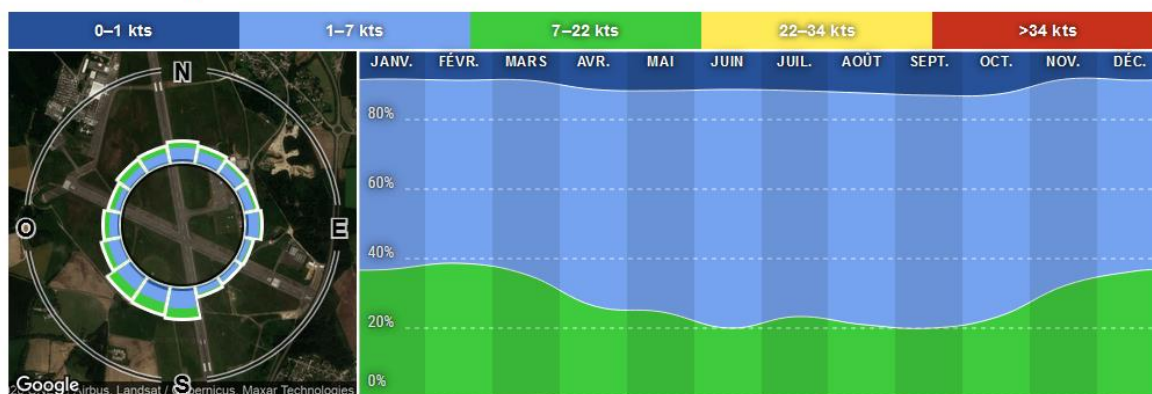 0–1 kts 1–7 kts 7–22 kts 22–34 kts >34 kts
JANV. FÉVR. MARS AVR. MAI JUIN JUIL. AOÛT SEPT. OCT. NOV. DÉC.
N
O
E
S
80%
60%
40%
20%
0%
Google
Airbus, Landsat / Copernicus, Maxar Technologies